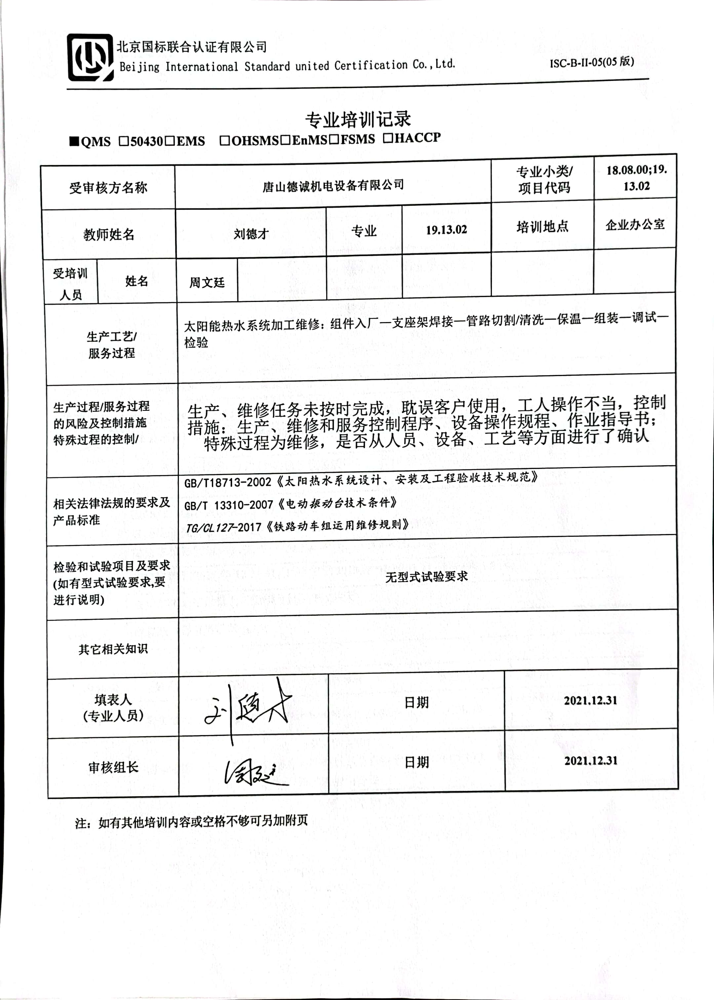 北京国标联合认证有限公司
Beijing International Standard united Certification Co.,Ltd.
ISC-B-II-05(05 版)
专业培训记录
■QMS □50430□EMS □OHSMS□EnMS□FSMS □HACCP
受审核方名称
唐山德诚机电设备有限公司
专业小类/
项目代码
18.08.00;19.
13.02
教师姓名
刘德才
专业
19.13.02
培训地点
企业办公室
受培训
人员
姓名
周文廷
生产工艺/
服务过程
太阳能热水系统加工维修：组件入厂—支座架焊接—管路切割/清洗—保温—组装—调试—
检验
生产过程/服务过程
的风险及控制措施
特殊过程的控制/
生产、维修任务未按时完成，耽误客户使用，工人操作不当，控制
措施：生产、维修和服务控制程序、设备操作规程、作业指导书；
特殊过程为维修，是否从人员、设备、工艺等方面进行了确认
相关法律法规的要求及
产品标准
GB/T18713-2002《太阳热水系统设计、安装及工程验收技术规范》
GB/T 13310-2007《电动振动台技术条件》
TG/CL127-2017《铁路动车组运用维修规则》
检验和试验项目及要求
(如有型式试验要求,要
进行说明)
无型式试验要求
其它相关知识
填表人
(专业人员)
刘德才
日期
2021.12.31
审核组长
周文廷
日期
2021.12.31
注：如有其他培训内容或空格不够可另加附页